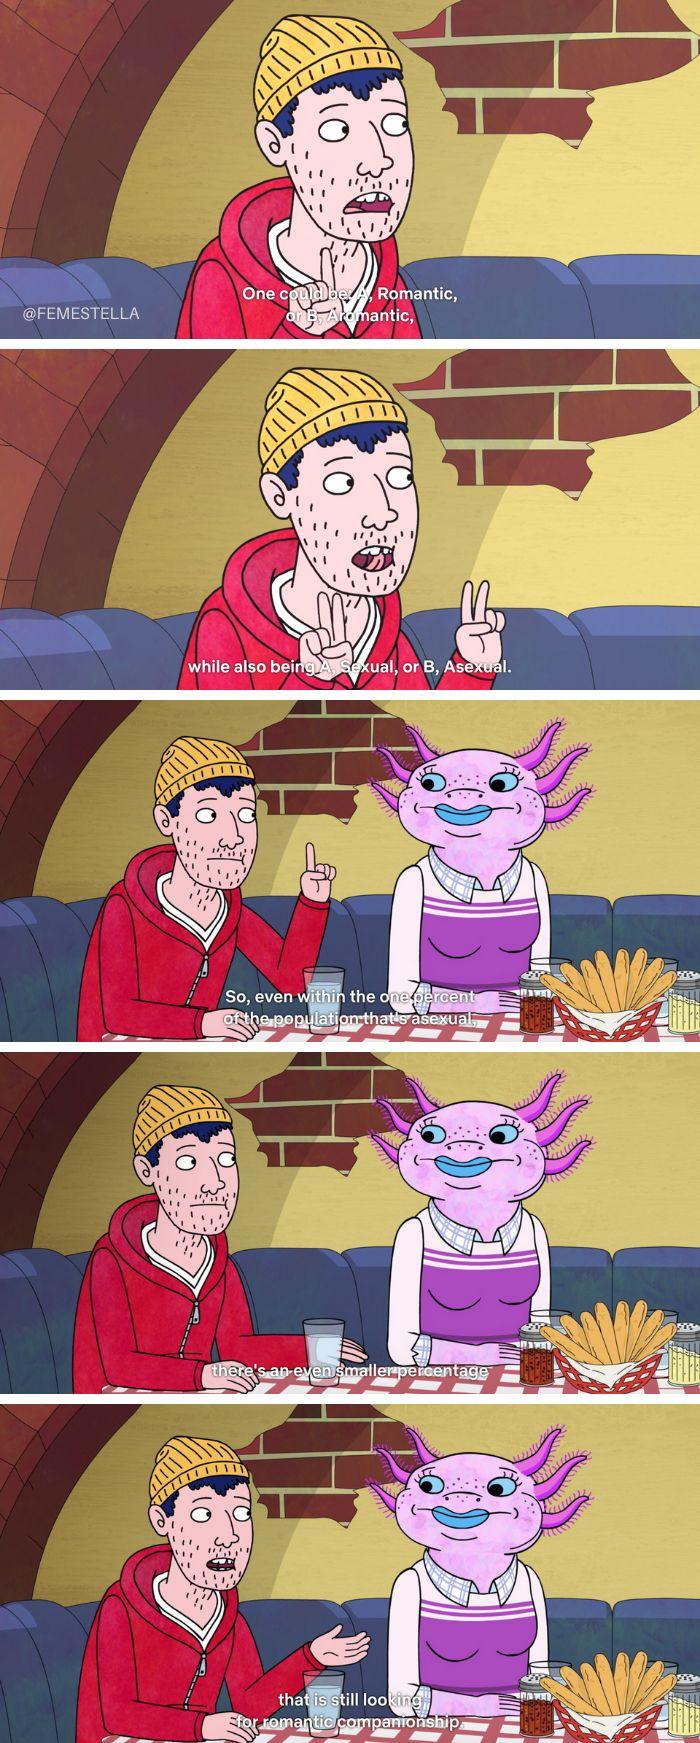 One could be: A, Romantic,
or B, Aromantic,
@FEMESTELLA
while also being A, Sexual, or B, Asexual.
So, even within the one percent
of the population that's asexual,
there's an even smaller percentage
that is still looking
for romantic companionship.